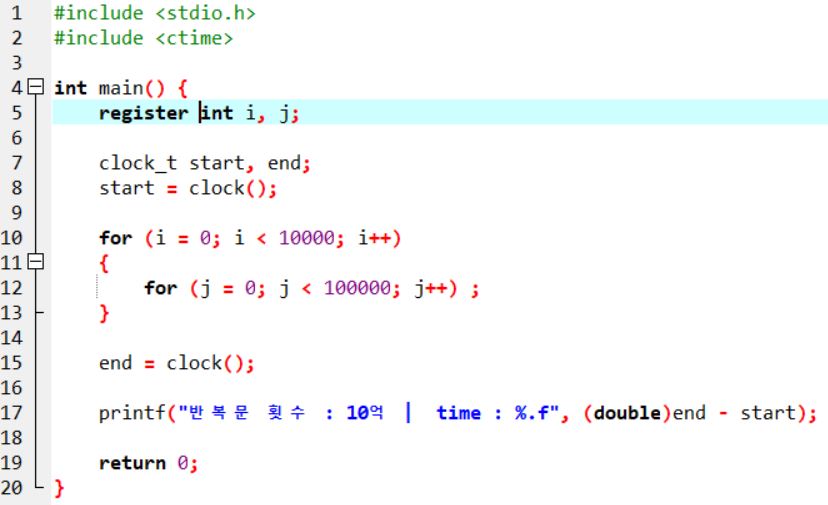 1 #include <stdio.h>
2 #include <ctime>
3
4 int main() {
5 register int i, j;
6
7 clock_t start, end;
8 start = clock();
9
10 for (i = 0; i < 10000; i++)
11 {
12 for (j = 0; j < 100000; j++) ;
13 }
14
15 end = clock();
16
17 printf("반복문 횟수 : 10억 | time : %.f", (double)end - start);
18
19 return 0;
20 }